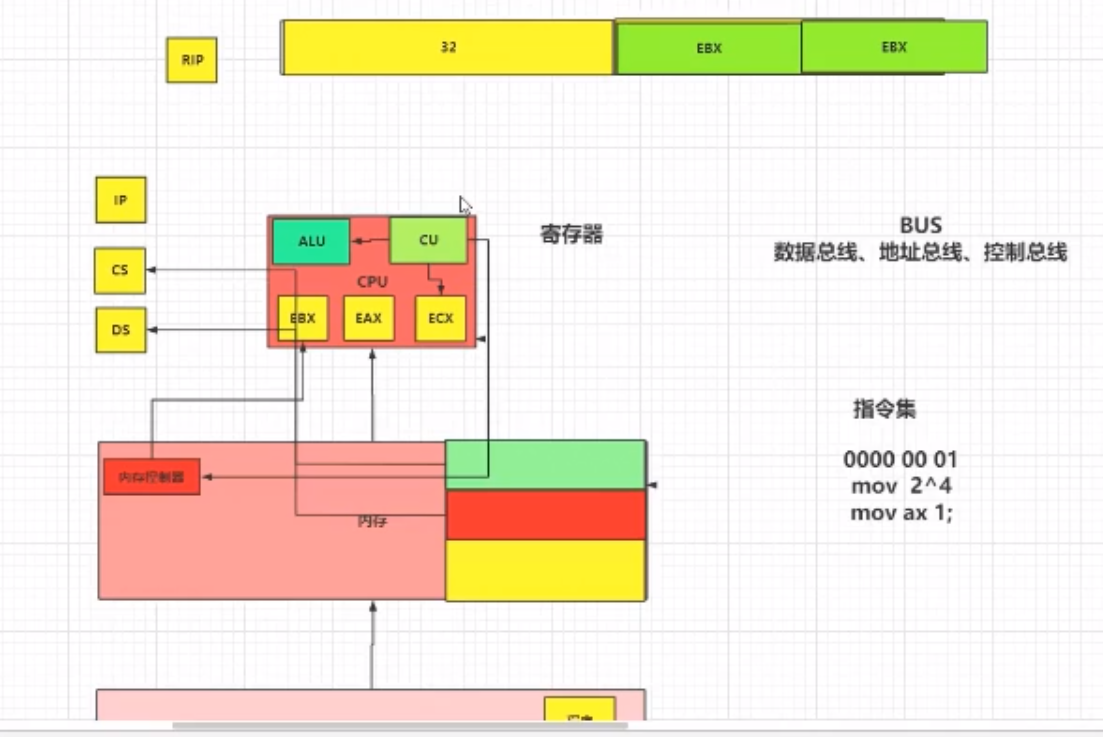 32
EBX
EBX
RIP
IP
ALU
CU
寄存器
BUS
数据总线、地址总线、控制总线
CS
CPU
EBX
EAX
ECX
DS
指令集
0000 00 01
mov 2^4
mov ax 1;
内存控制器
内存